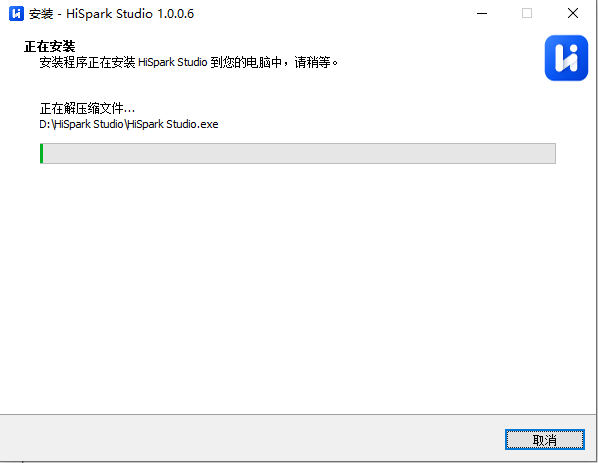 安装 - HiSpark Studio 1.0.0.6
正在安装
安装程序正在安装 HiSpark Studio 到您的电脑中，请稍等。
正在解压缩文件...
D:\HiSpark Studio\HiSpark Studio.exe
取消